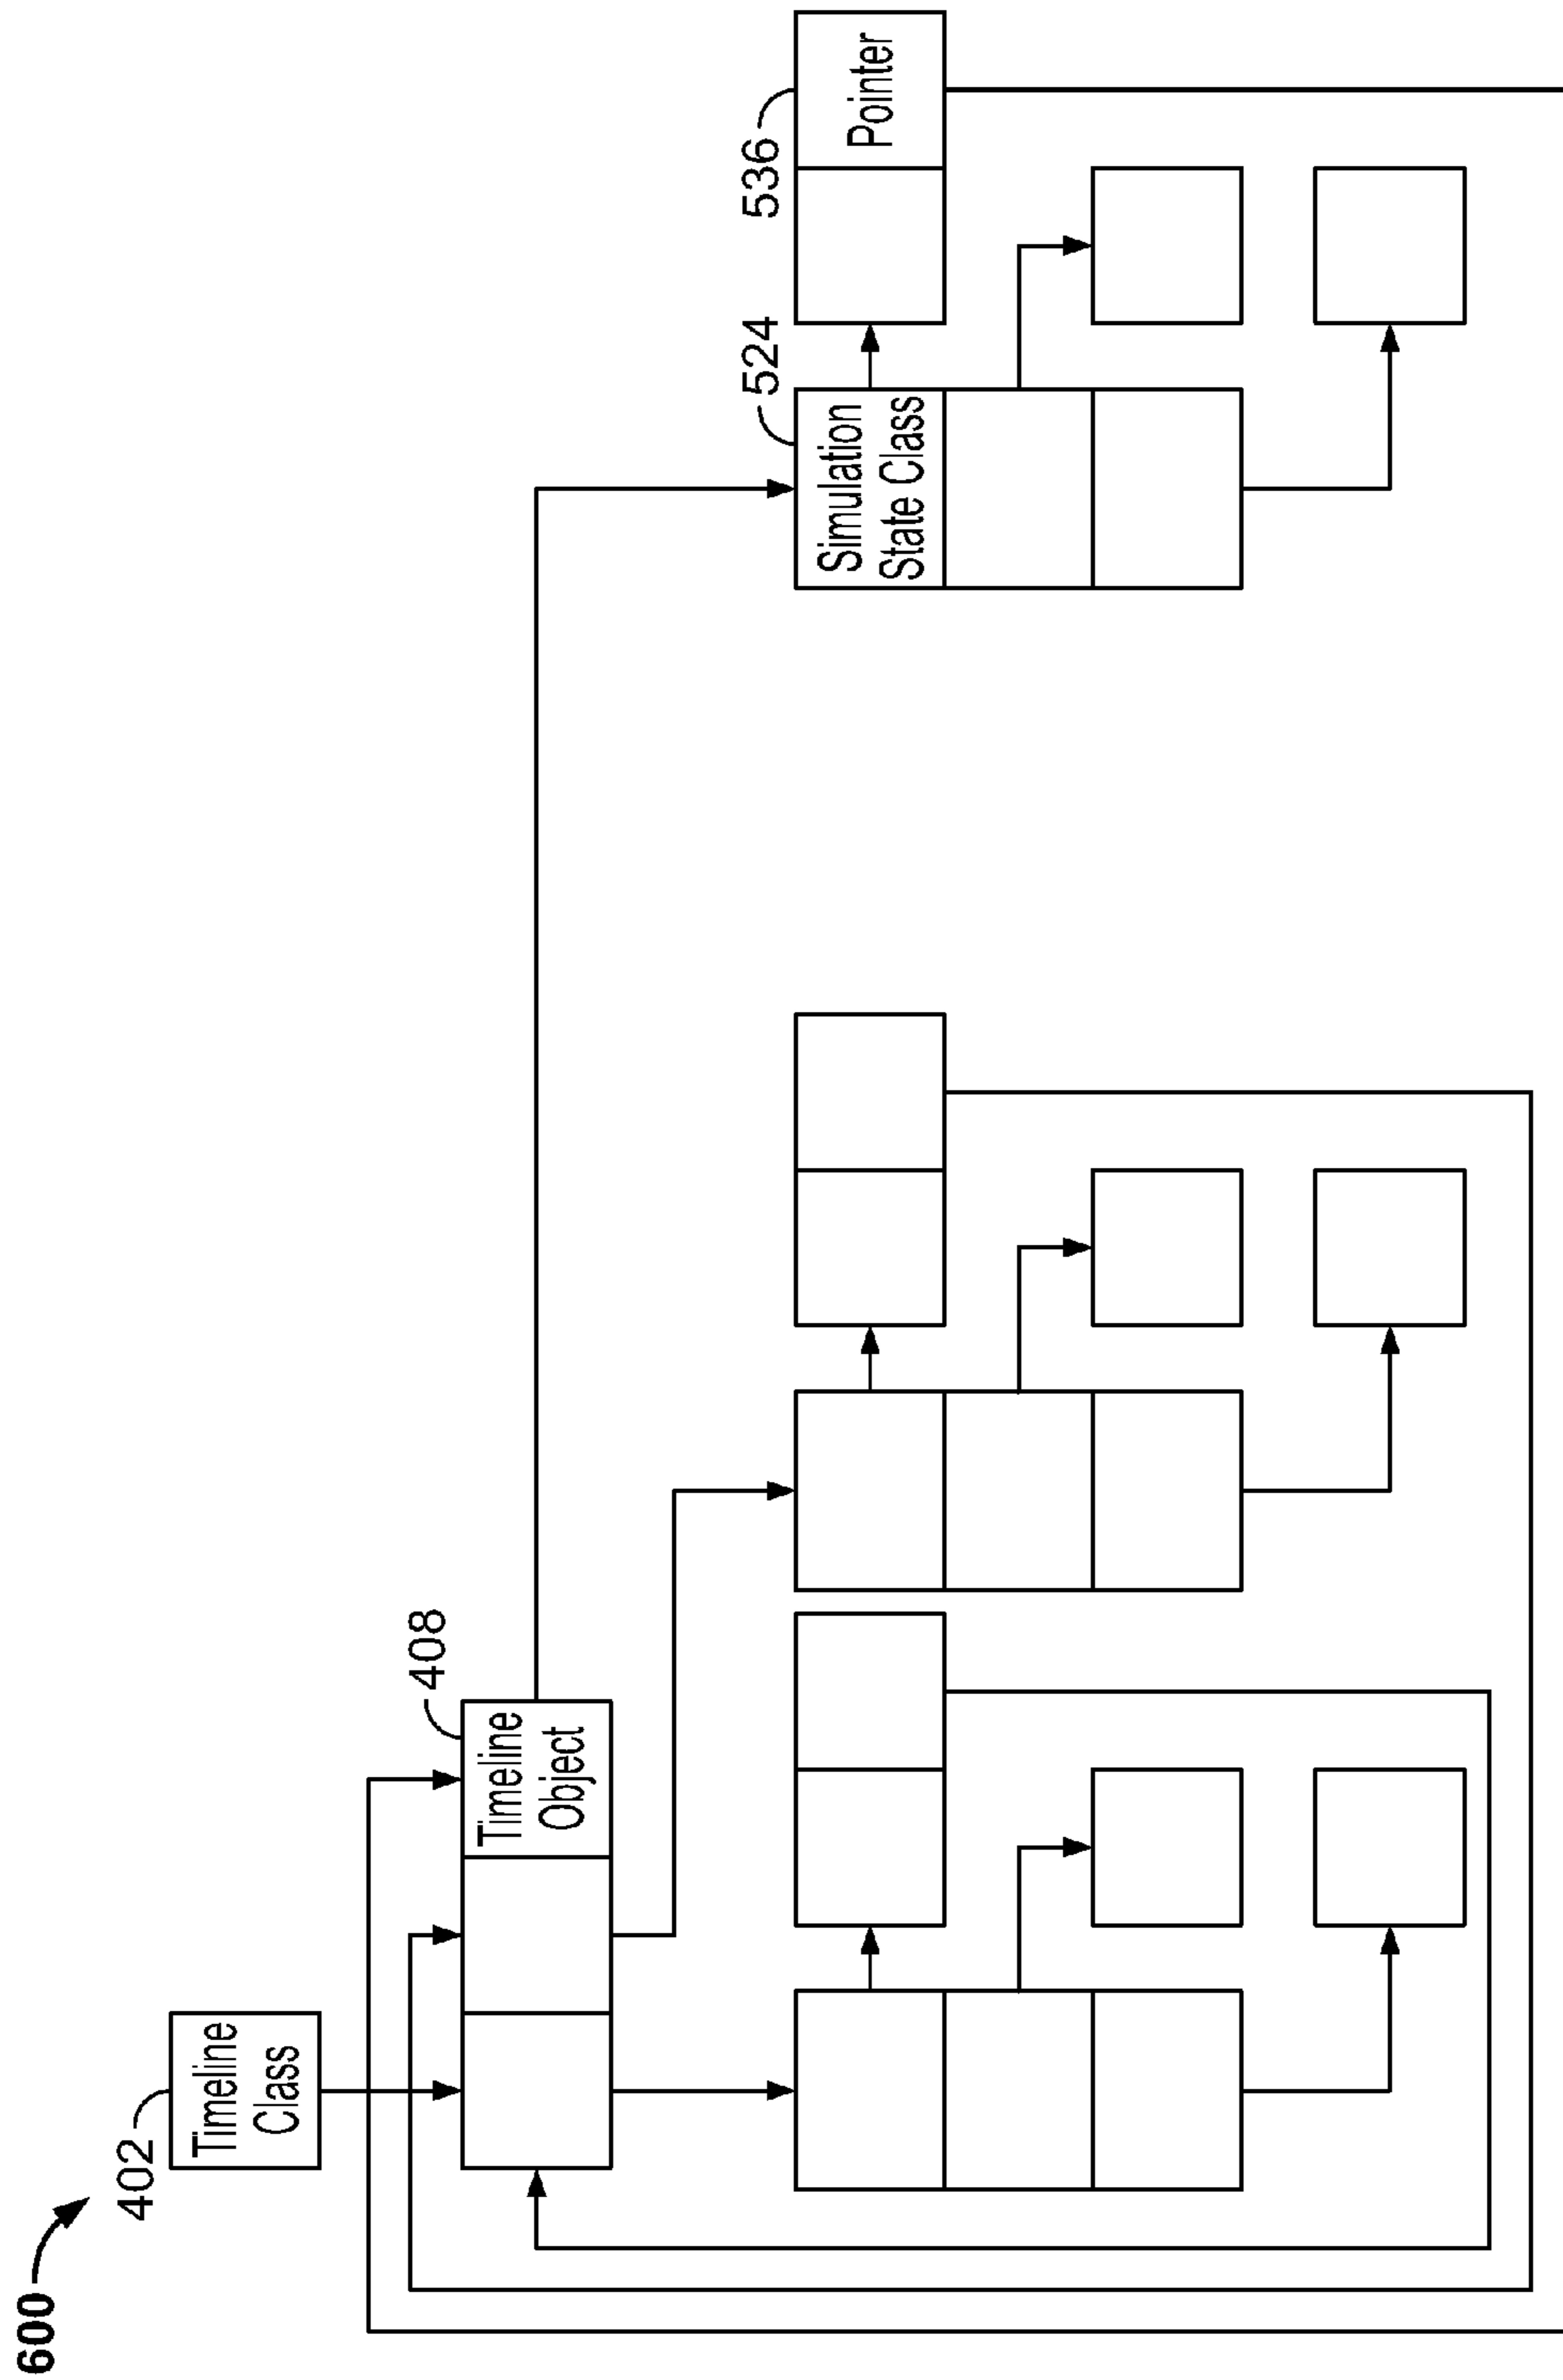 600
402
Timeline
Class
408
Timeline
Object
524
Simulation
State Class
536
Pointer